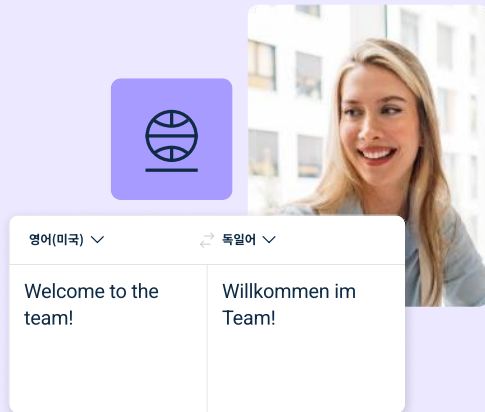 영어(미국)
독일어
Welcome to the
team!
Willkommen im
Team!